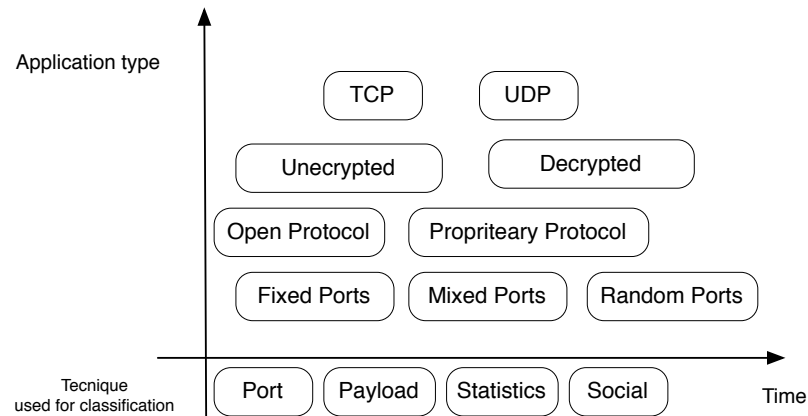 Application type
TCP
UDP
Unecrypted
Decrypted
Open Protocol
Propriteary Protocol
Fixed Ports
Mixed Ports
Random Ports
Tecnique
used for classification
Port
Payload
Statistics
Social
Time